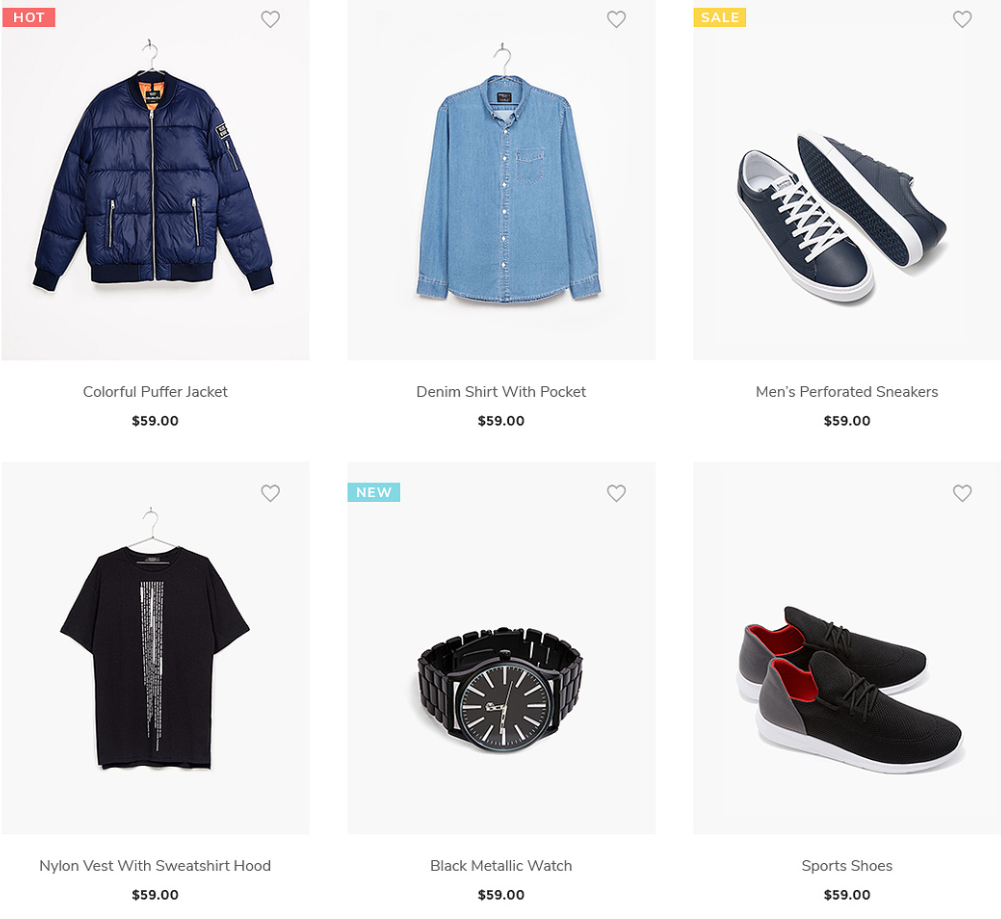 HOT
SALE
Colorful Puffer Jacket
Denim Shirt With Pocket
Men's Perforated Sneakers
$59.00
$59.00
$59.00
NEW
Nylon Vest With Sweatshirt Hood
Black Metallic Watch
Sports Shoes
$59.00
$59.00
$59.00